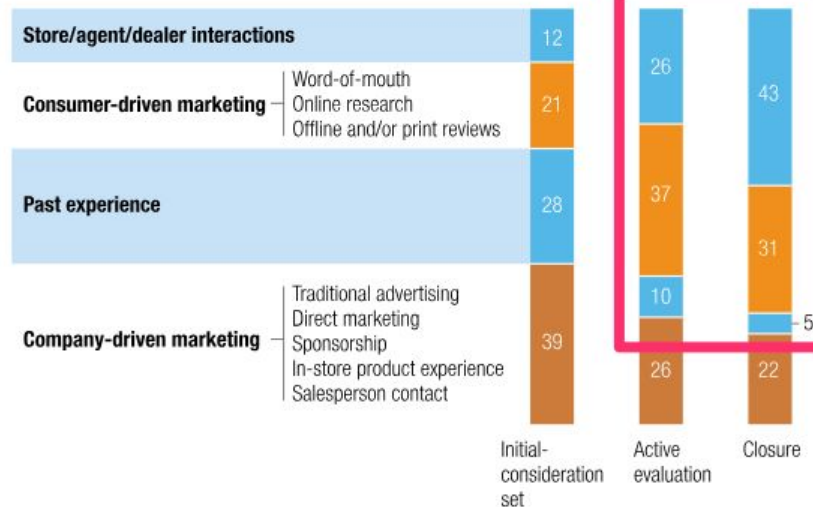 Store/agent/dealer interactions
12
26
43
Consumer-driven marketing
Word-of-mouth
Online research
Offline and/or print reviews
21
37
31
Past experience
28
10
5
Company-driven marketing
Traditional advertising
Direct marketing
Sponsorship
In-store product experience
Salesperson contact
39
26
22
Initial-
consideration
set
Active
evaluation
Closure